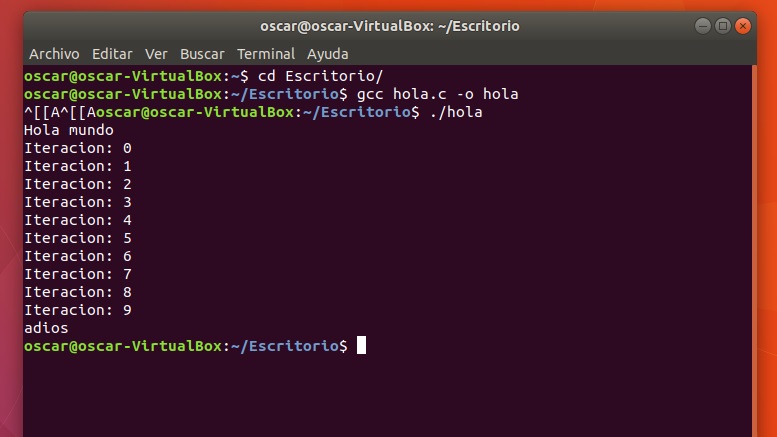 oscar@oscar-VirtualBox: ~/Escritorio
Archivo Editar Ver Buscar Terminal Ayuda
oscar@oscar-VirtualBox:~$ cd Escritorio/
oscar@oscar-VirtualBox:~/Escritorio$ gcc hola.c -o hola
^[[A^[[Aoscar@oscar-VirtualBox:~/Escritorio$ ./hola
Hola mundo
Iteracion: 0
Iteracion: 1
Iteracion: 2
Iteracion: 3
Iteracion: 4
Iteracion: 5
Iteracion: 6
Iteracion: 7
Iteracion: 8
Iteracion: 9
adios
oscar@oscar-VirtualBox:~/Escritorio$